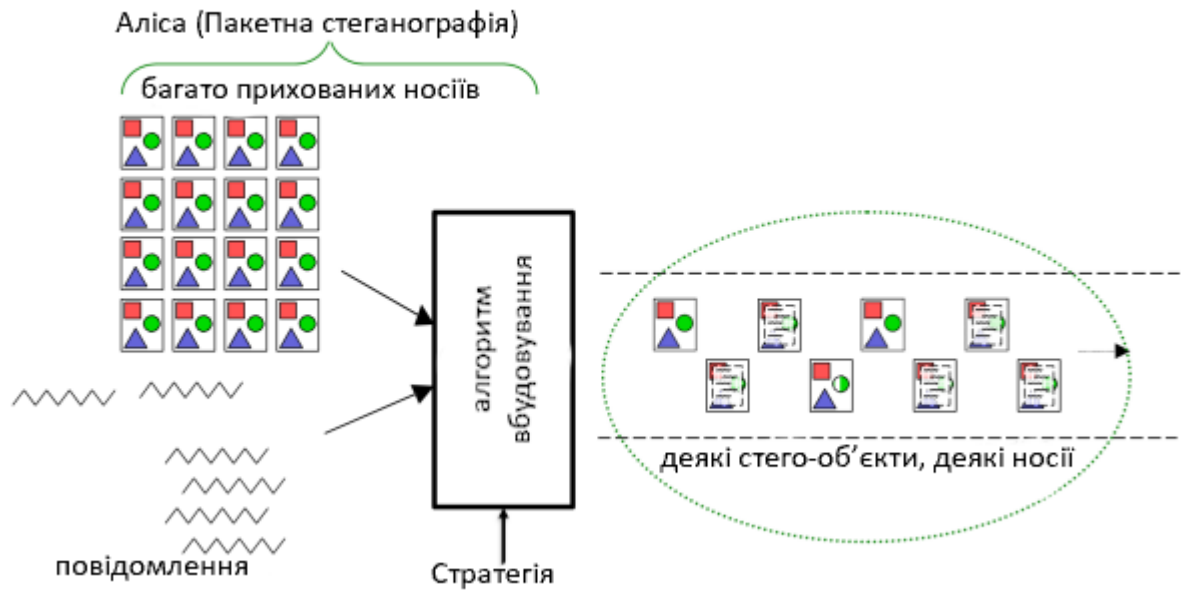 Аліса (Пакетна стеганографія)
багато прихованих носіїв
алгоритм
вбудовування
деякі стего-об’єкти, деякі носії
повідомлення
Стратегія